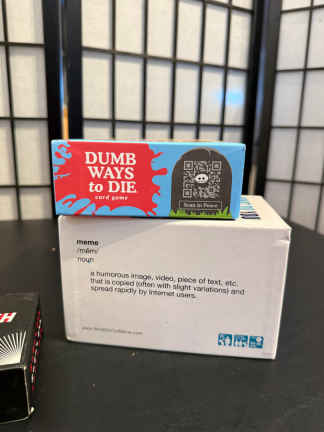 DUMB
WAYS
to DIE
card game
Scan in Peace
meme
/mēm/
noun
a humorous image, video, piece of text, etc.
that is copied (often with slight variations) and
spread rapidly by Internet users.
H